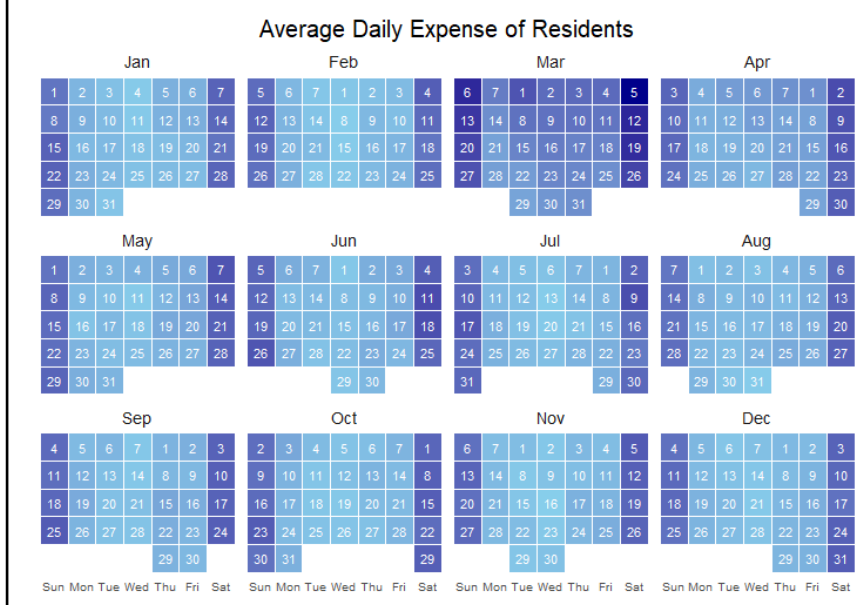 Average Daily Expense of Residents
Jan Feb Mar Apr
1 2 3 4 5 6 7 5 6 7 1 2 3 4 6 7 1 2 3 4 5 3 4 5 6 7 1 2
8 9 10 11 12 13 14 12 13 14 8 9 10 11 13 14 8 9 10 11 12 10 11 12 13 14 8 9
15 16 17 18 19 20 21 19 20 21 15 16 17 18 20 21 15 16 17 18 19 17 18 19 20 21 15 16
22 23 24 25 26 27 28 26 27 28 22 23 24 25 27 28 22 23 24 25 26 24 25 26 27 28 22 23
29 30 31 29 30 31 29 30
May Jun Jul Aug
1 2 3 4 5 6 7 5 6 7 1 2 3 4 3 4 5 6 7 1 2 7 1 2 3 4 5 6
8 9 10 11 12 13 14 12 13 14 8 9 10 11 10 11 12 13 14 8 9 14 8 9 10 11 12 13
15 16 17 18 19 20 21 19 20 21 15 16 17 18 17 18 19 20 21 15 16 21 15 16 17 18 19 20
22 23 24 25 26 27 28 26 27 28 22 23 24 25 24 25 26 27 28 22 23 28 22 23 24 25 26 27
29 30 31 29 30 31 29 30 29 30 31
Sep Oct Nov Dec
4 5 6 7 1 2 3 2 3 4 5 6 7 1 6 7 1 2 3 4 5 4 5 6 7 1 2 3
11 12 13 14 8 9 10 9 10 11 12 13 14 8 13 14 8 9 10 11 12 11 12 13 14 8 9 10
18 19 20 21 15 16 17 16 17 18 19 20 21 15 20 21 15 16 17 18 19 18 19 20 21 15 16 17
25 26 27 28 22 23 24 23 24 25 26 27 28 22 27 28 22 23 24 25 26 25 26 27 28 22 23 24
29 30 30 31 29 29 30 29 30 31
Sun Mon Tue Wed Thu Fri Sat Sun Mon Tue Wed Thu Fri Sat Sun Mon Tue Wed Thu Fri Sat Sun Mon Tue Wed Thu Fri Sat